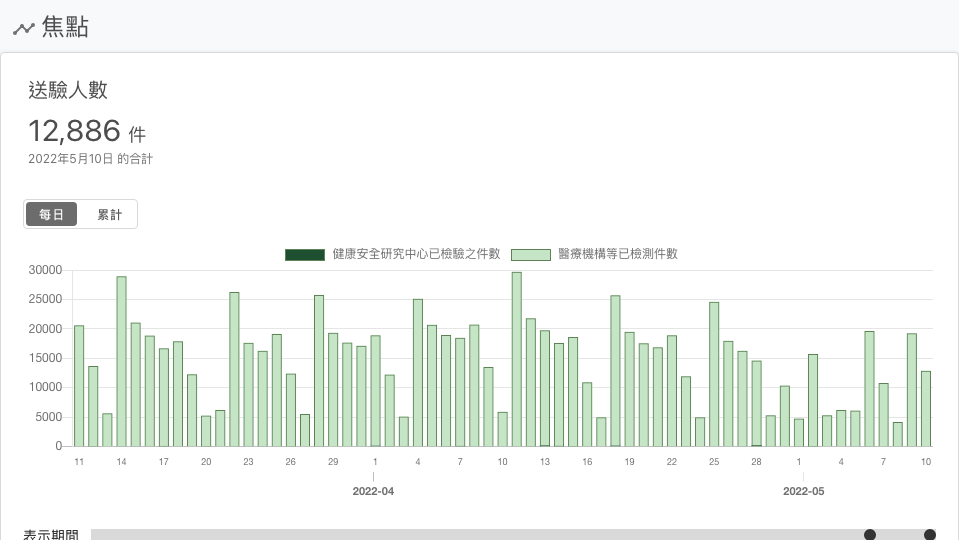 焦點
送驗人數
12,886 件
2022年5月10日 的合計
每日 累計
健康安全研究中心已檢驗之件數 醫療機構等已檢測件數
30000
25000
20000
15000
10000
5000
0
11 14 17 20 23 26 29 1 4 7 10 13 16 19 22 25 28 1 4 7 10
2022-04 2022-05
表示期間